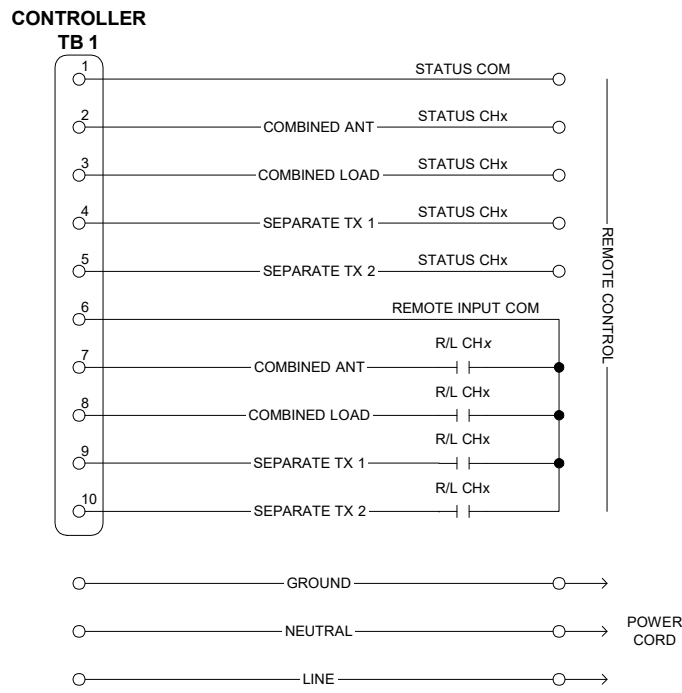 CONTROLLER
TB 1
1 STATUS COM
2 COMBINED ANT STATUS CHx
3 COMBINED LOAD STATUS CHx
4 SEPARATE TX 1 STATUS CHx
5 SEPARATE TX 2 STATUS CHx
6 REMOTE INPUT COM
7 COMBINED ANT R/L CHx
8 COMBINED LOAD R/L CHx
9 SEPARATE TX 1 R/L CHx
10 SEPARATE TX 2 R/L CHx
REMOTE CONTROL
GROUND
NEUTRAL
LINE
POWER
CORD